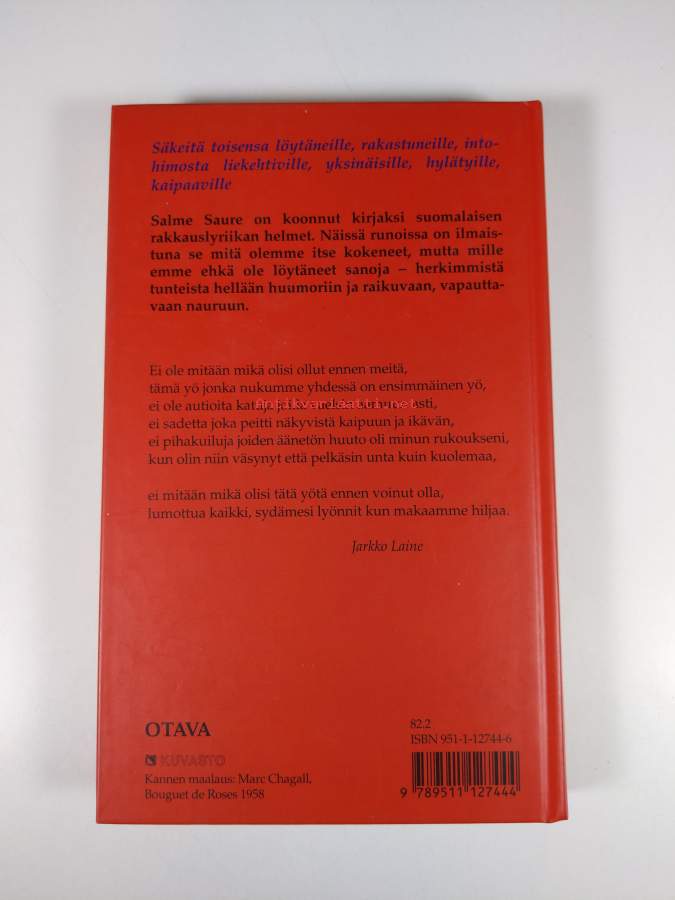 Säkeitä toisensa löytäneille, rakastuneille, into-
himosta liekehtiville, yksinäisille, hylätyille,
kaipaaville
Salme Saure on koonnut kirjaksi suomalaisen
rakkauslyriikan helmet. Näissä runoissa on ilmais-
tuna se mitä olemme itse kokeneet, mutta mille
emme ehkä ole löytäneet sanoja – herkimmistä
tunteista hellään huumoriin ja raikuvaan, vapautta-
vaan nauruun.
Ei ole mitään mikä olisi ollut ennen meitä,
tämä yö jonka nukumme yhdessä on ensimmäinen yö,
ei ole autioita katuja
Antikvariaatti.net
ei sadetta joka peitti näkyvistä kaipuun ja ikävän,
ei pihakuiluja joiden äänetön huuto oli minun rukoukseni,
kun olin niin väsynyt että pelkäsin unta kuin kuolemaa,
ei mitään mikä olisi tätä yötä ennen voinut olla,
lumottua kaikki, sydämesi lyönnit kun makaamme hiljaa.
Jarkko Laine
OTAVA
KUVASTO
Kannen maalaus: Marc Chagall,
Bouguet de Roses 1958
82.2
ISBN 951-1-12744-6
9 789511 127444